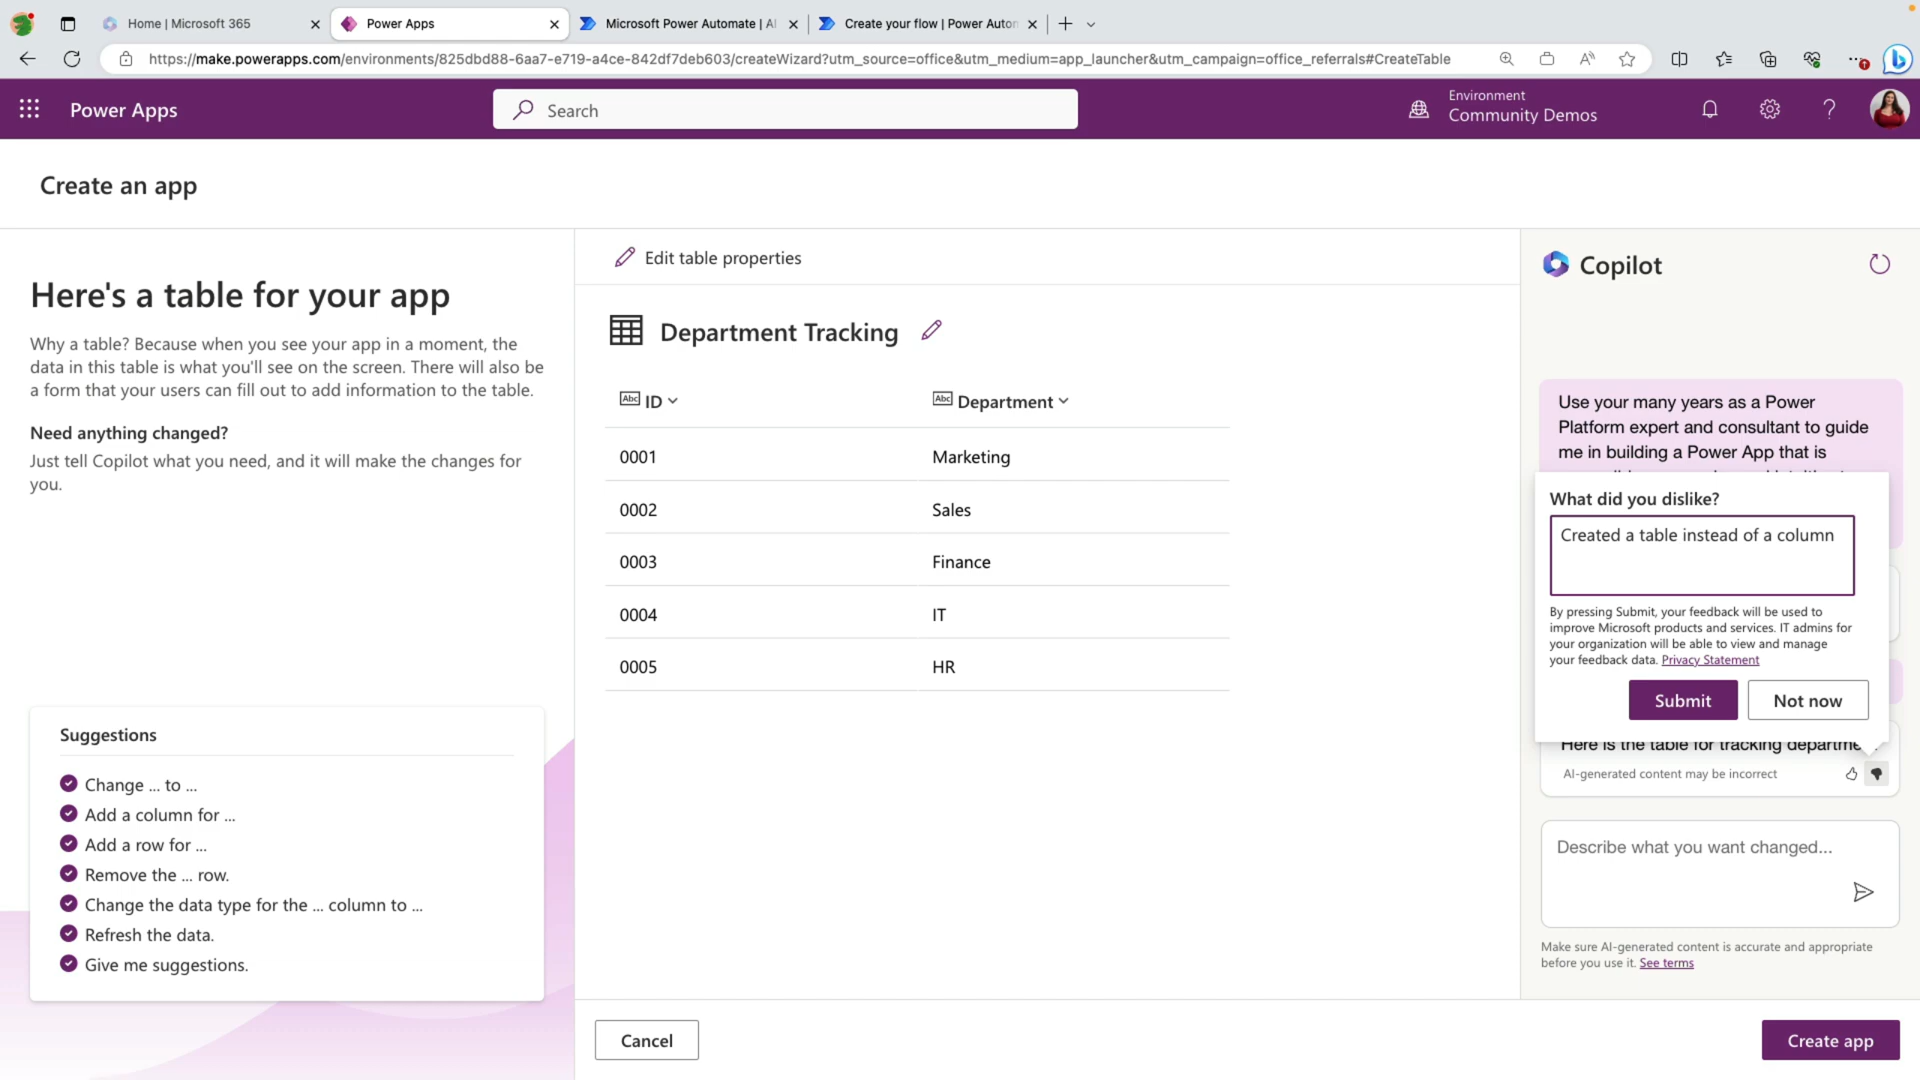 Home | Microsoft 365
Power Apps
Microsoft Power Automate | AI
Create your flow | Power Autom
https://make.powerapps.com/environments/825dbd88-6aa7-e719-a4ce-842df7deb603/createWizard?utm_source=office&utm_medium=app_launcher&utm_campaign=office_referrals#CreateTable
Power Apps
Search
Environment
Community Demos
Create an app
Here's a table for your app
Why a table? Because when you see your app in a moment, the
data in this table is what you'll see on the screen. There will also be
a form that your users can fill out to add information to the table.
Need anything changed?
Just tell Copilot what you need, and it will make the changes for
you.
Suggestions
Change ... to ...
Add a column for ...
Add a row for ...
Remove the ... row.
Change the data type for the ... column to ...
Refresh the data.
Give me suggestions.
Edit table properties
Department Tracking
Abc ID
Abc Department
0001 Marketing
0002 Sales
0003 Finance
0004 IT
0005 HR
Cancel
Copilot
Use your many years as a Power
Platform expert and consultant to guide
me in building a Power App that is
What did you dislike?
Created a table instead of a column
By pressing Submit, your feedback will be used to
improve Microsoft products and services. IT admins for
your organization will be able to view and manage
your feedback data. Privacy Statement
Submit
Not now
Here is the table for tracking departme
AI-generated content may be incorrect
Describe what you want changed...
Make sure AI-generated content is accurate and appropriate
before you use it. See terms
Create app